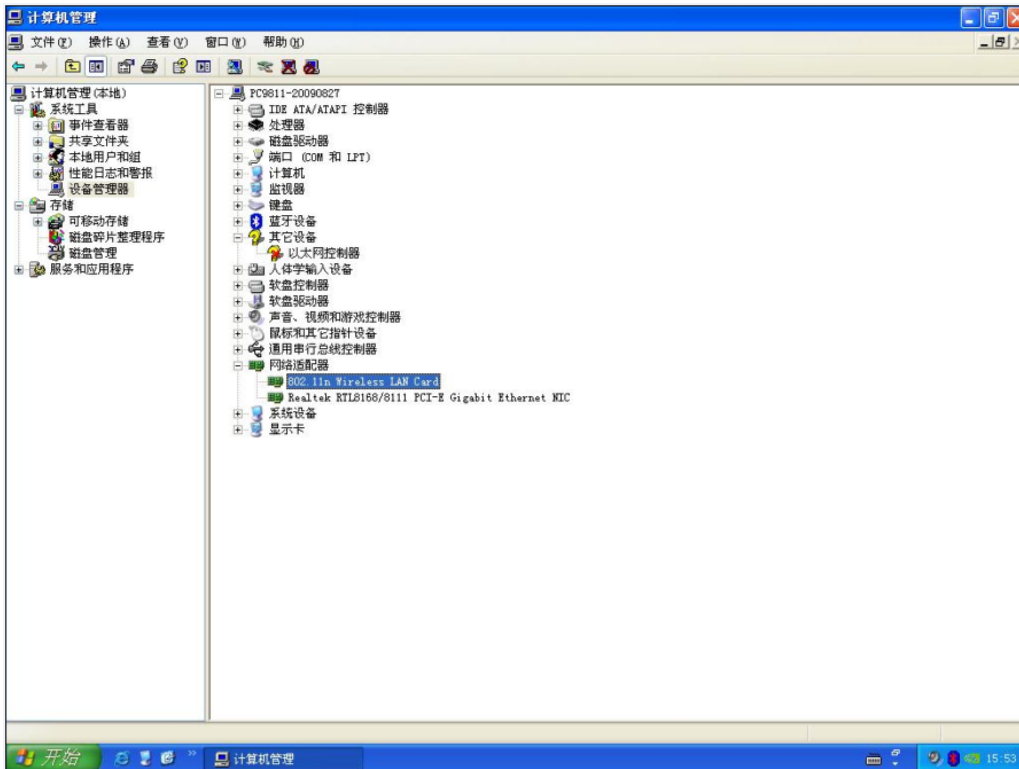 计算机管理
文件(F) 操作(A) 查看(V) 窗口(W) 帮助(H)
计算机管理(本地)
系统工具
事件查看器
共享文件夹
本地用户和组
性能日志和警报
设备管理器
存储
可移动存储
磁盘碎片整理程序
磁盘管理
服务和应用程序
PC9811-20090827
IDE ATA/ATAPI 控制器
处理器
磁盘驱动器
端口 (COM 和 LPT)
计算机
监视器
键盘
蓝牙设备
其它设备
以太网控制器
人体学输入设备
软盘控制器
软盘驱动器
声音、视频和游戏控制器
鼠标和其它指针设备
通用串行总线控制器
网络适配器
802.11n Wireless LAN Card
Realtek RTL8168/8111 PCI-E Gigabit Ethernet NIC
系统设备
显示卡
开始 计算机管理 15:53